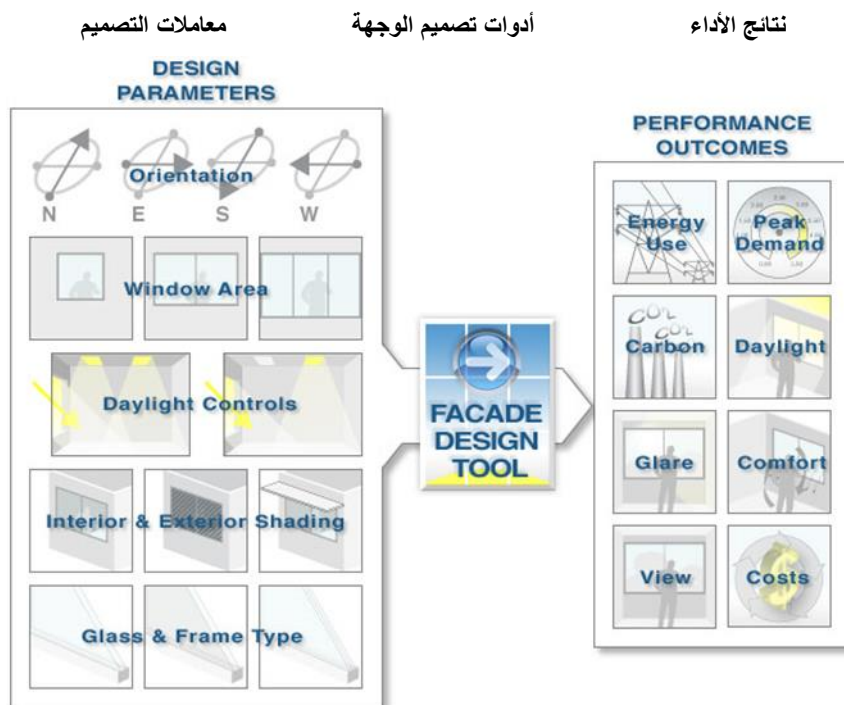 معاملات التصميم
أدوات تصميم الوجهة
نتائج الأداء
DESIGN
PARAMETERS
Orientation
N E S W
Window Area
Daylight Controls
Interior & Exterior Shading
Glass & Frame Type
FACADE
DESIGN
TOOL
PERFORMANCE
OUTCOMES
Energy
Use
Peak
Demand
Carbon
Daylight
Glare
Comfort
View
Costs